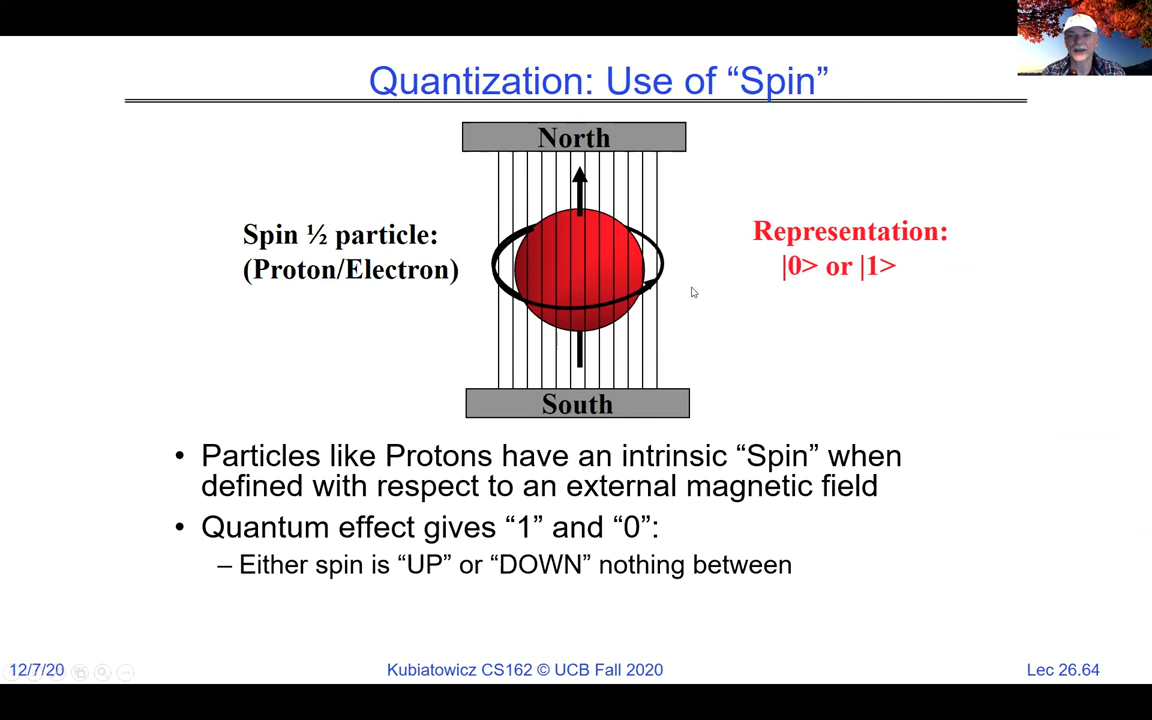 Quantization: Use of “Spin”
North
Spin ½ particle:
(Proton/Electron)
Representation:
|0> or |1>
South
• Particles like Protons have an intrinsic “Spin” when
defined with respect to an external magnetic field
• Quantum effect gives “1” and “0”:
– Either spin is “UP” or “DOWN” nothing between
12/7/20
Kubiatowicz CS162 © UCB Fall 2020
Lec 26.64